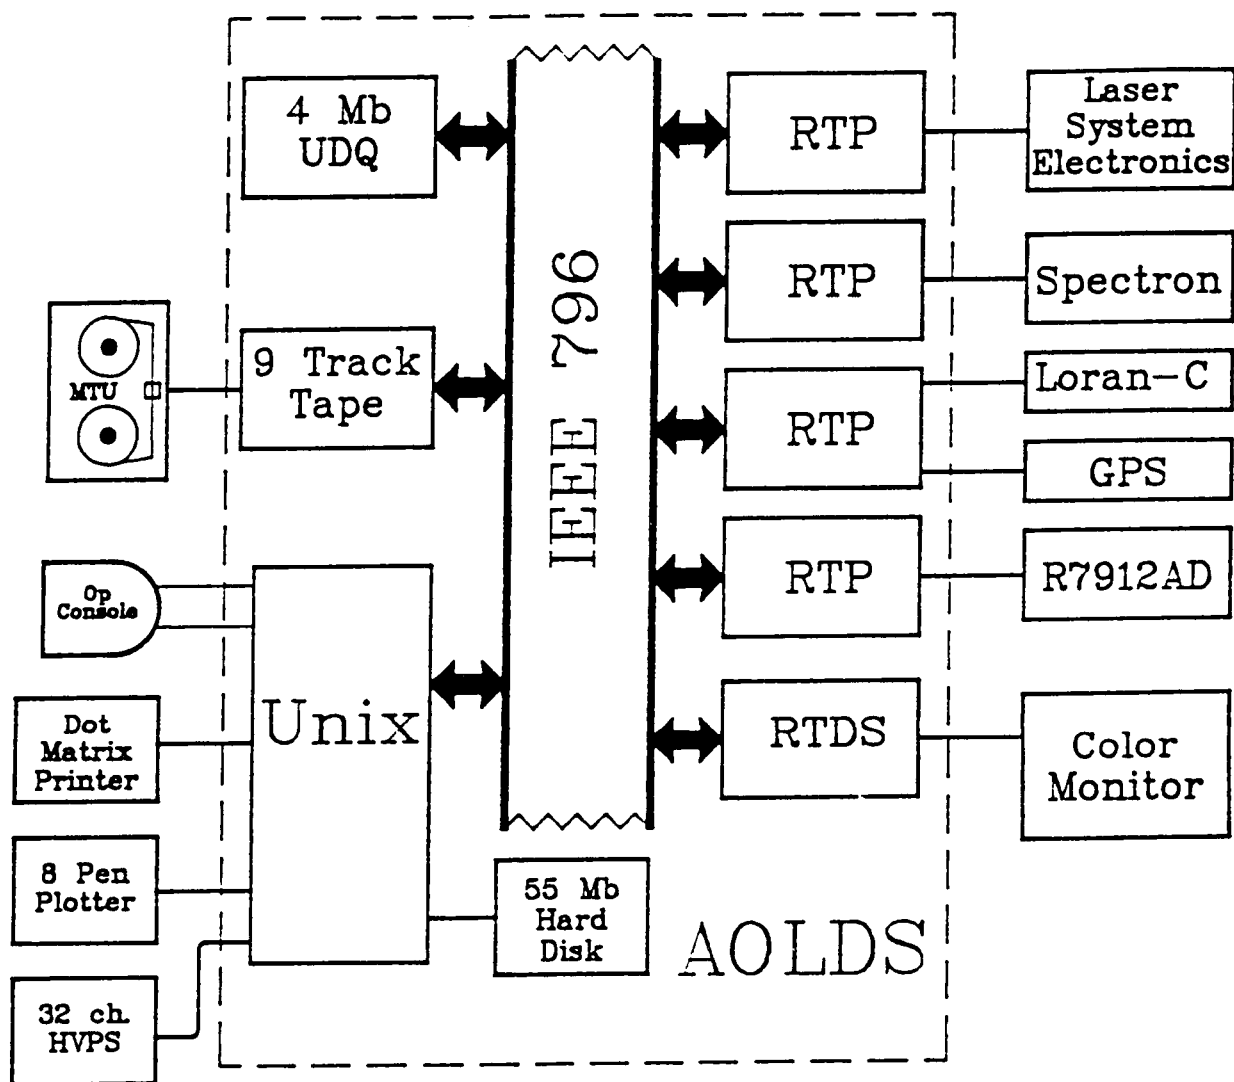 4 Mb
UDQ
RTP
Laser
System
Electronics
RTP
Spectron
IEEE 796
MTU
9 Track
Tape
RTP
Loran-C
GPS
RTP
R7912AD
Op
Console
Unix
Dot
Matrix
Printer
RTDS
Color
Monitor
8 Pen
Plotter
55 Mb
Hard
Disk
AOLDS
32 ch.
HVPS